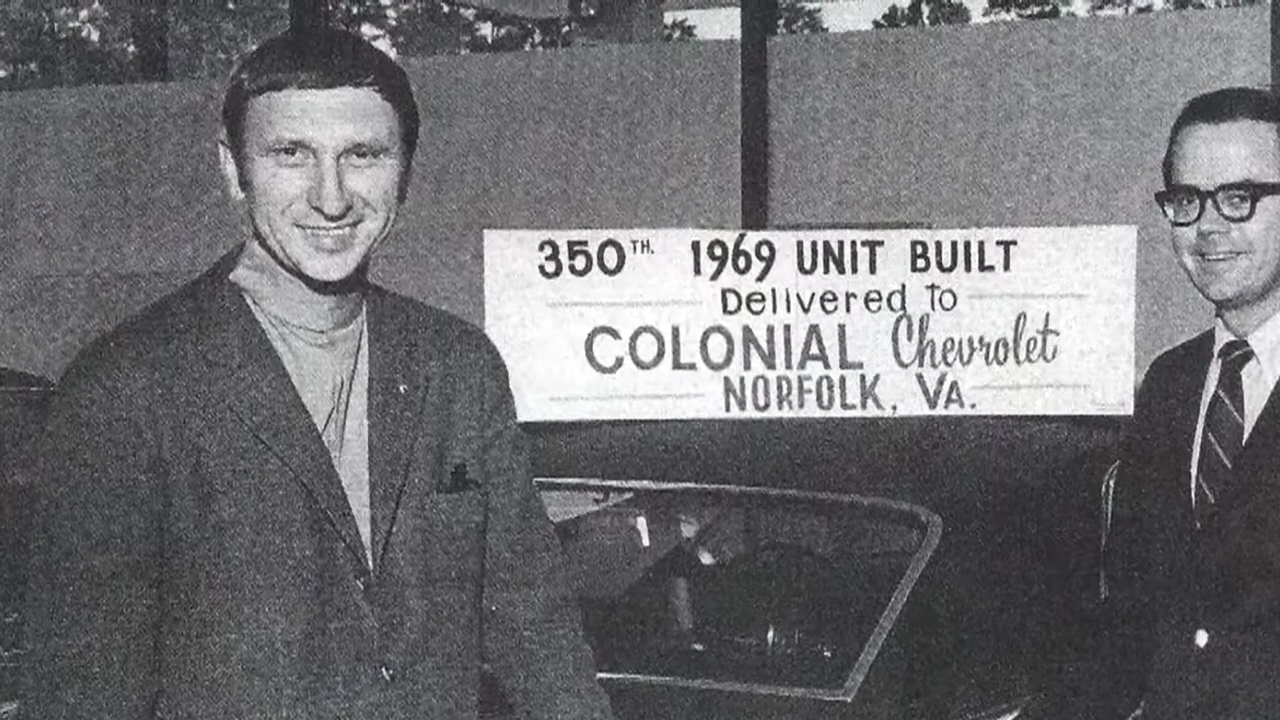 350TH. 1969 UNIT BUILT
Delivered To
COLONIAL Chevrolet
NORFOLK, VA.